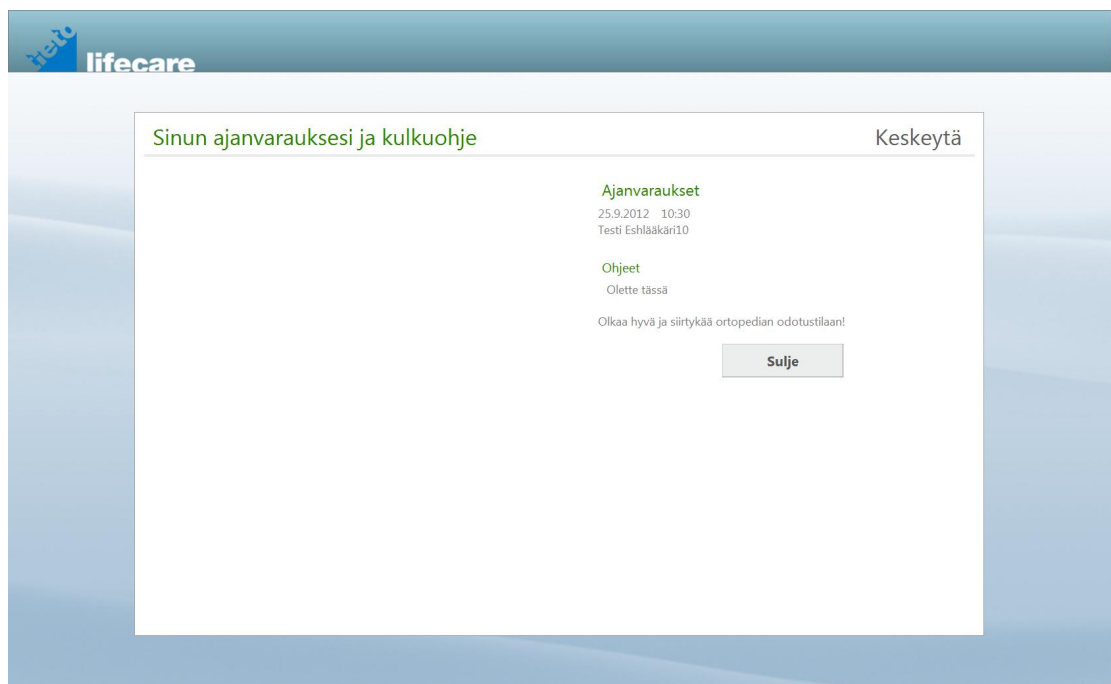 tieto
lifecare
Sinun ajanvarauksesi ja kulkuohje
Keskeytä
Ajanvaraukset
25.9.2012 10:30
Testi Eshlääkäri10
Ohjeet
Olette tässä
Olkaa hyvä ja siirtykää ortopedian odotustilaan!
Sulje